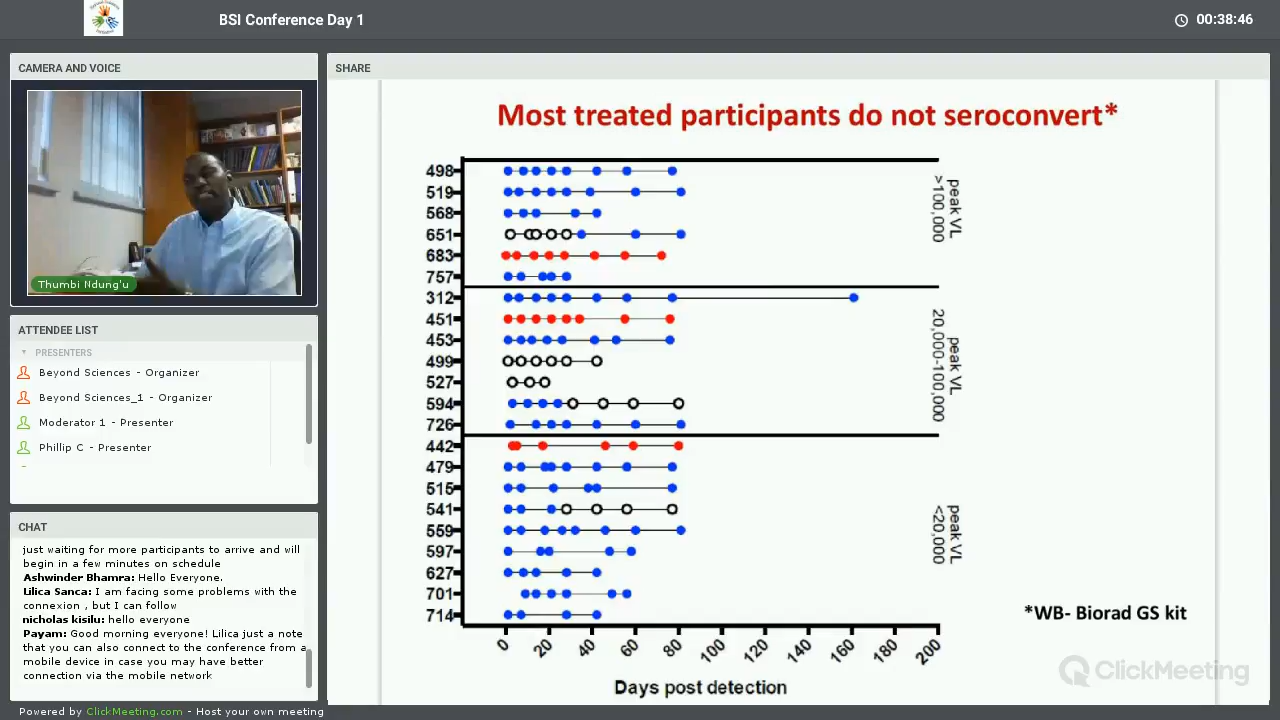 BSI Conference Day 1
00:38:46
CAMERA AND VOICE
Thumbi Ndung'u
ATTENDEE LIST
PRESENTERS
Beyond Sciences - Organizer
Beyond Sciences_1 - Organizer
Moderator 1 - Presenter
Phillip C - Presenter
CHAT
just waiting for more participants to arrive and will
begin in a few minutes on schedule
Ashwinder Bhamra: Hello Everyone.
Lilica Sanca: I am facing some problems with the
connexion , but I can follow
nicholas kisilu: hello everyone
Payam: Good morning everyone! Lilica just a note
that you can also connect to the conference from a
mobile device in case you may have better
connection via the mobile network
Powered by ClickMeeting.com - Host your own meeting
SHARE
Most treated participants do not seroconvert*
498
519
568
651
683
757
peak VL
>100,000
312
451
453
499
527
594
726
peak VL
20,000-100,000
442
479
515
541
559
597
627
701
714
peak VL
<20,000
0 20 40 60 80 100 120 140 160 180 200
Days post detection
*WB- Biorad GS kit
ClickMeeting